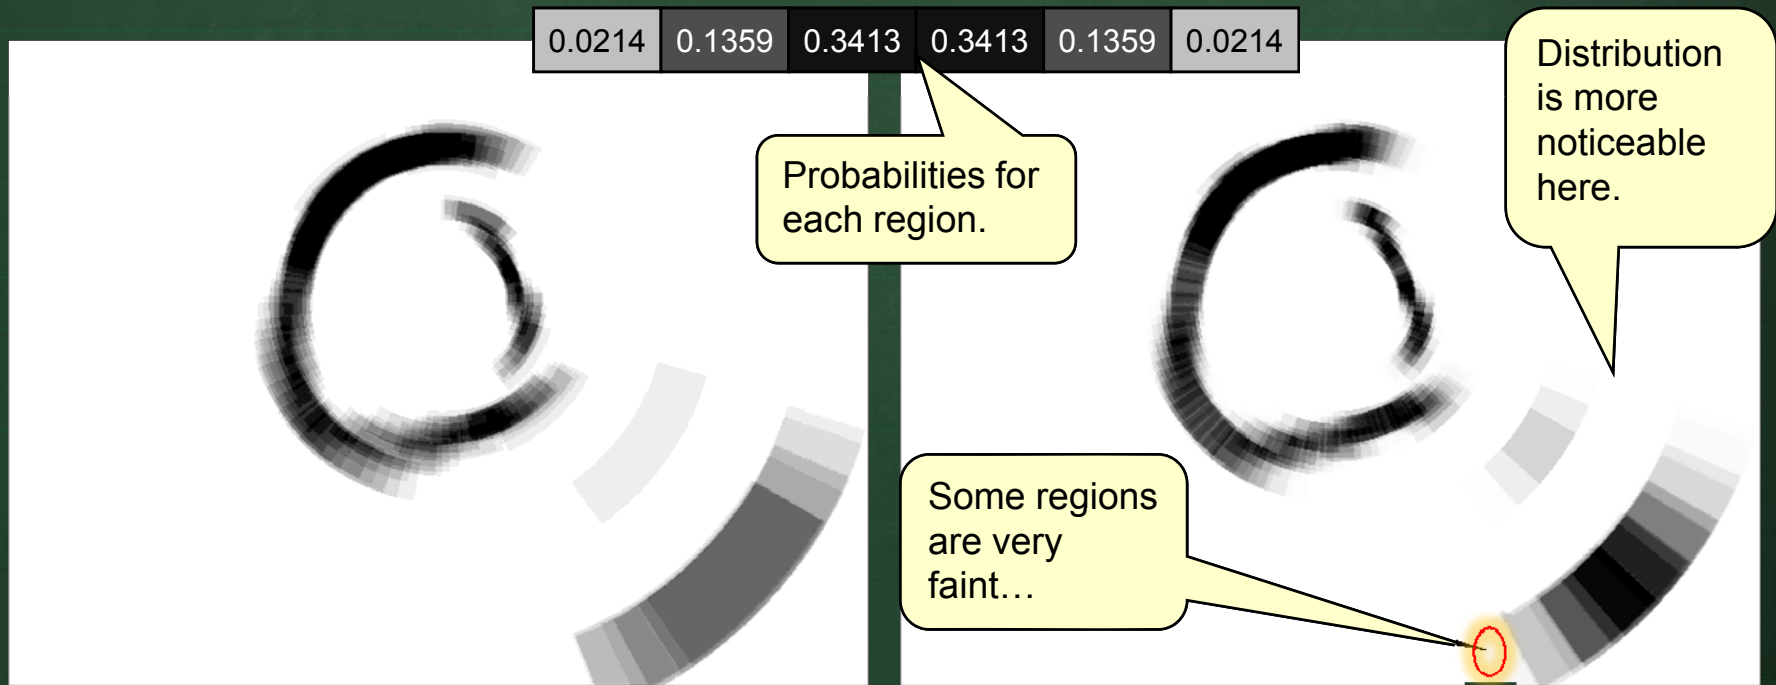 0.0214 0.1359 0.3413 0.3413 0.1359 0.0214
Probabilities for
each region.
Distribution
is more
noticeable
here.
Some regions
are very
faint…